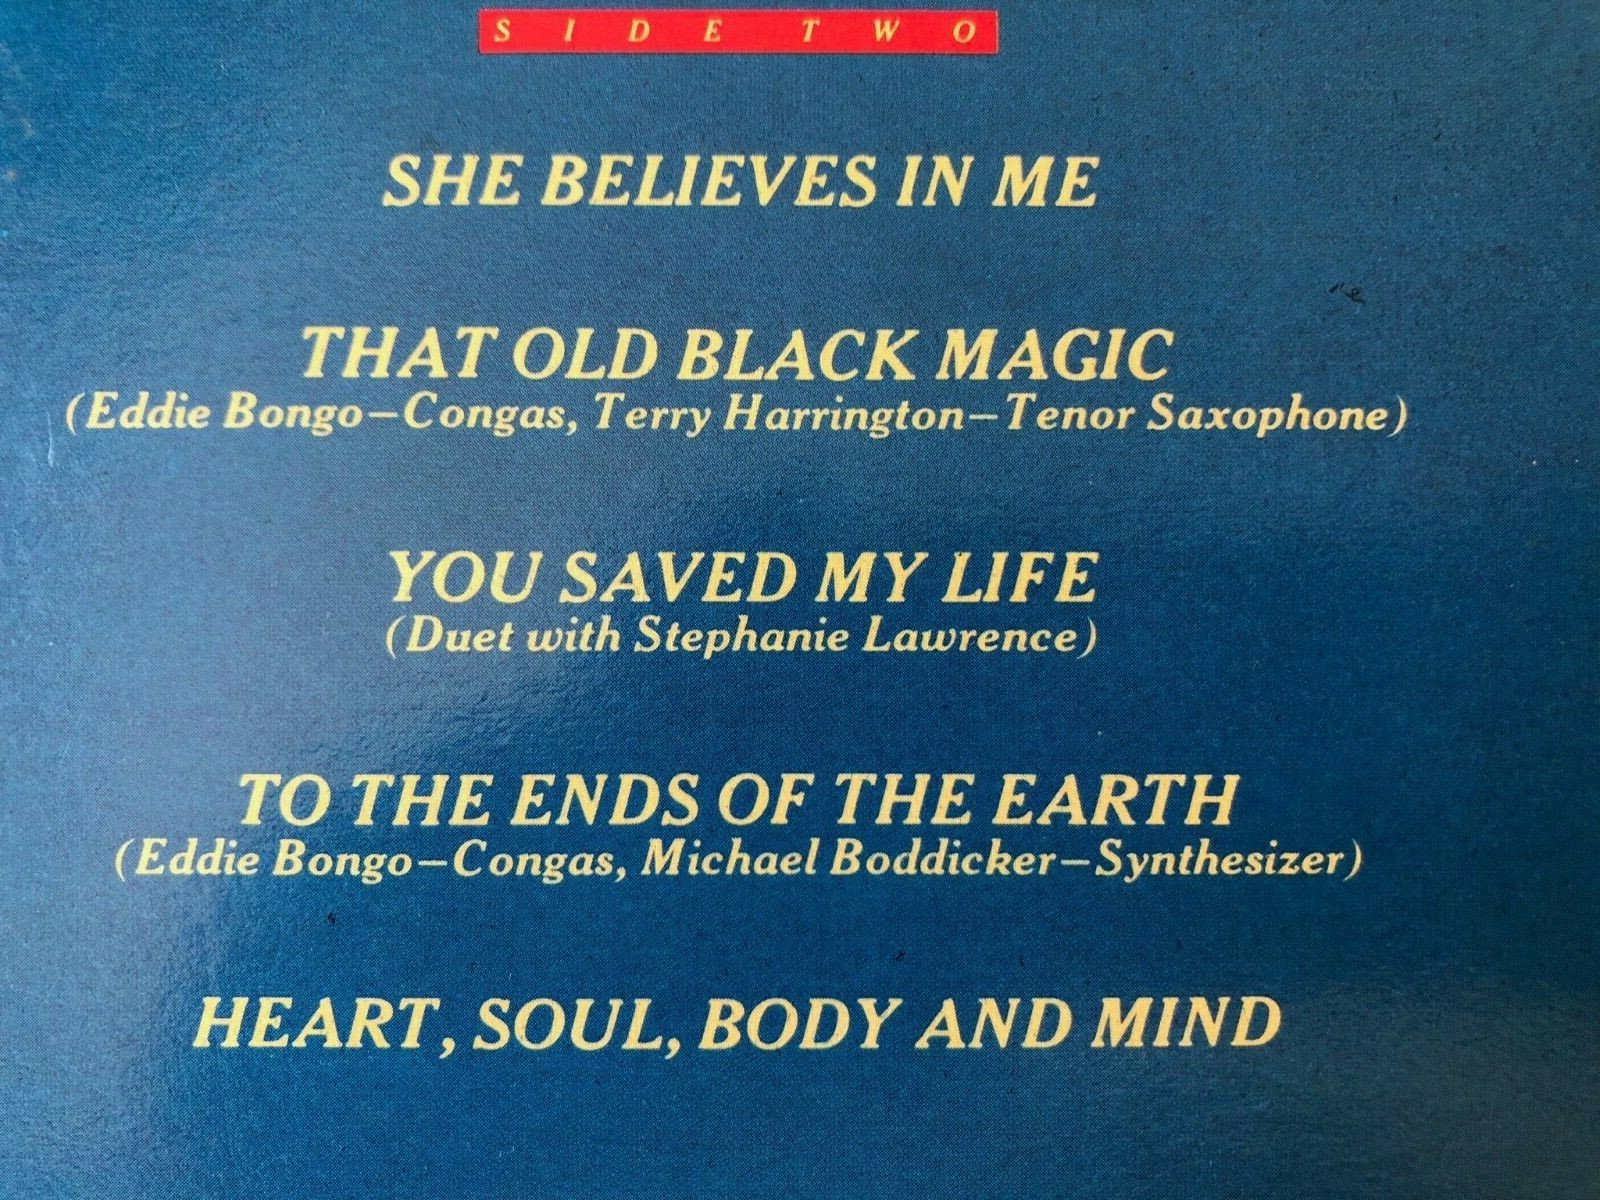 SIDE TWO
SHE BELIEVES IN ME
THAT OLD BLACK MAGIC
(Eddie Bongo—Congas, Terry Harrington—Tenor Saxophone)
YOU SAVED MY LIFE
(Duet with Stephanie Lawrence)
TO THE ENDS OF THE EARTH
(Eddie Bongo—Congas, Michael Boddicker—Synthesizer)
HEART, SOUL, BODY AND MIND